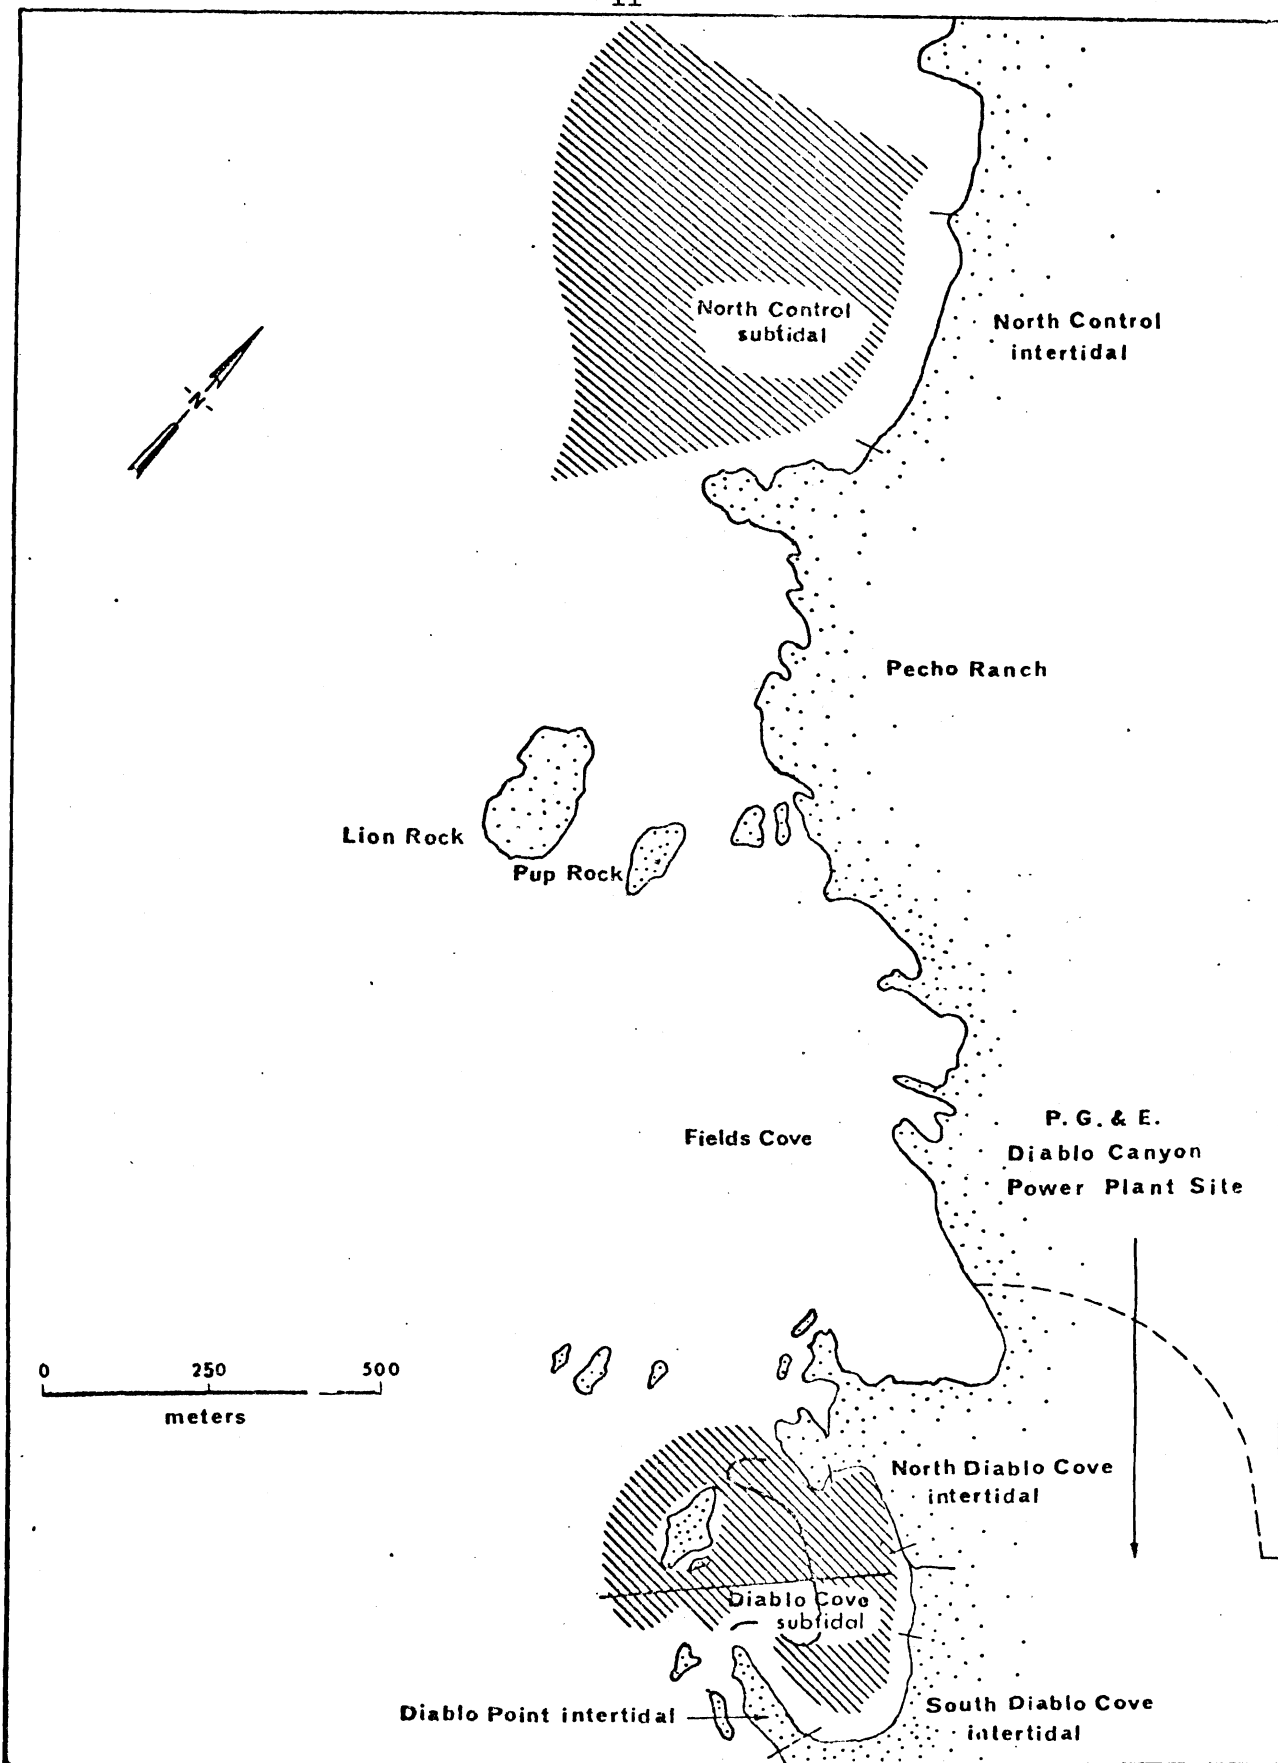 11
North Control
subtidal
North Control
intertidal
N
Pecho Ranch
Lion Rock
Pup Rock
P. G. & E.
Diablo Canyon
Power Plant Site
Fields Cove
0 250 500
meters
North Diablo Cove
intertidal
Diablo Cove
subtidal
Diablo Point intertidal
South Diablo Cove
intertidal